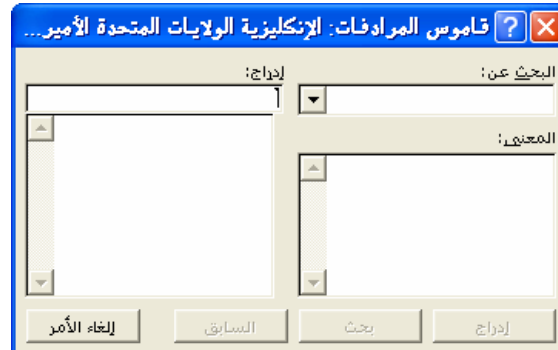 قاموس المرادفات: الإنكليزية الولايات المتحدة الأمير...
البحث عن:
إدراج:
المعنى:
إدراج
بحث
السابق
إلغاء الأمر